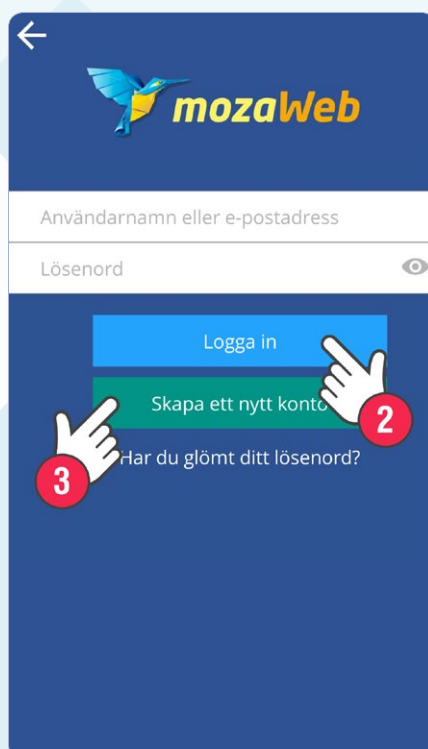 mozaWeb
Användarnamn eller e-postadress
Lösenord
Logga in
2
Skapa ett nytt konto
3
Har du glömt ditt lösenord?